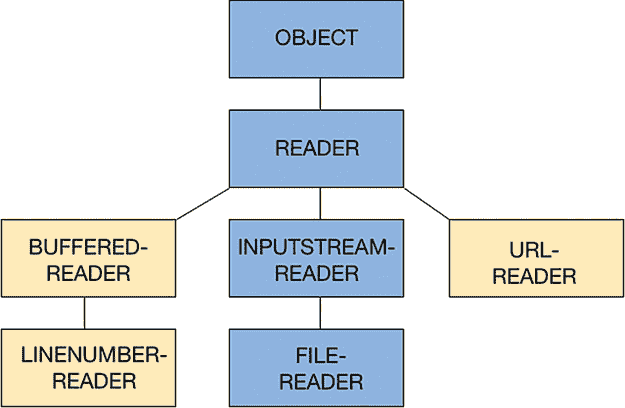 OBJECT
READER
BUFFERED-
READER
INPUTSTREAM-
READER
URL-
READER
LINENUMBER-
READER
FILE-
READER